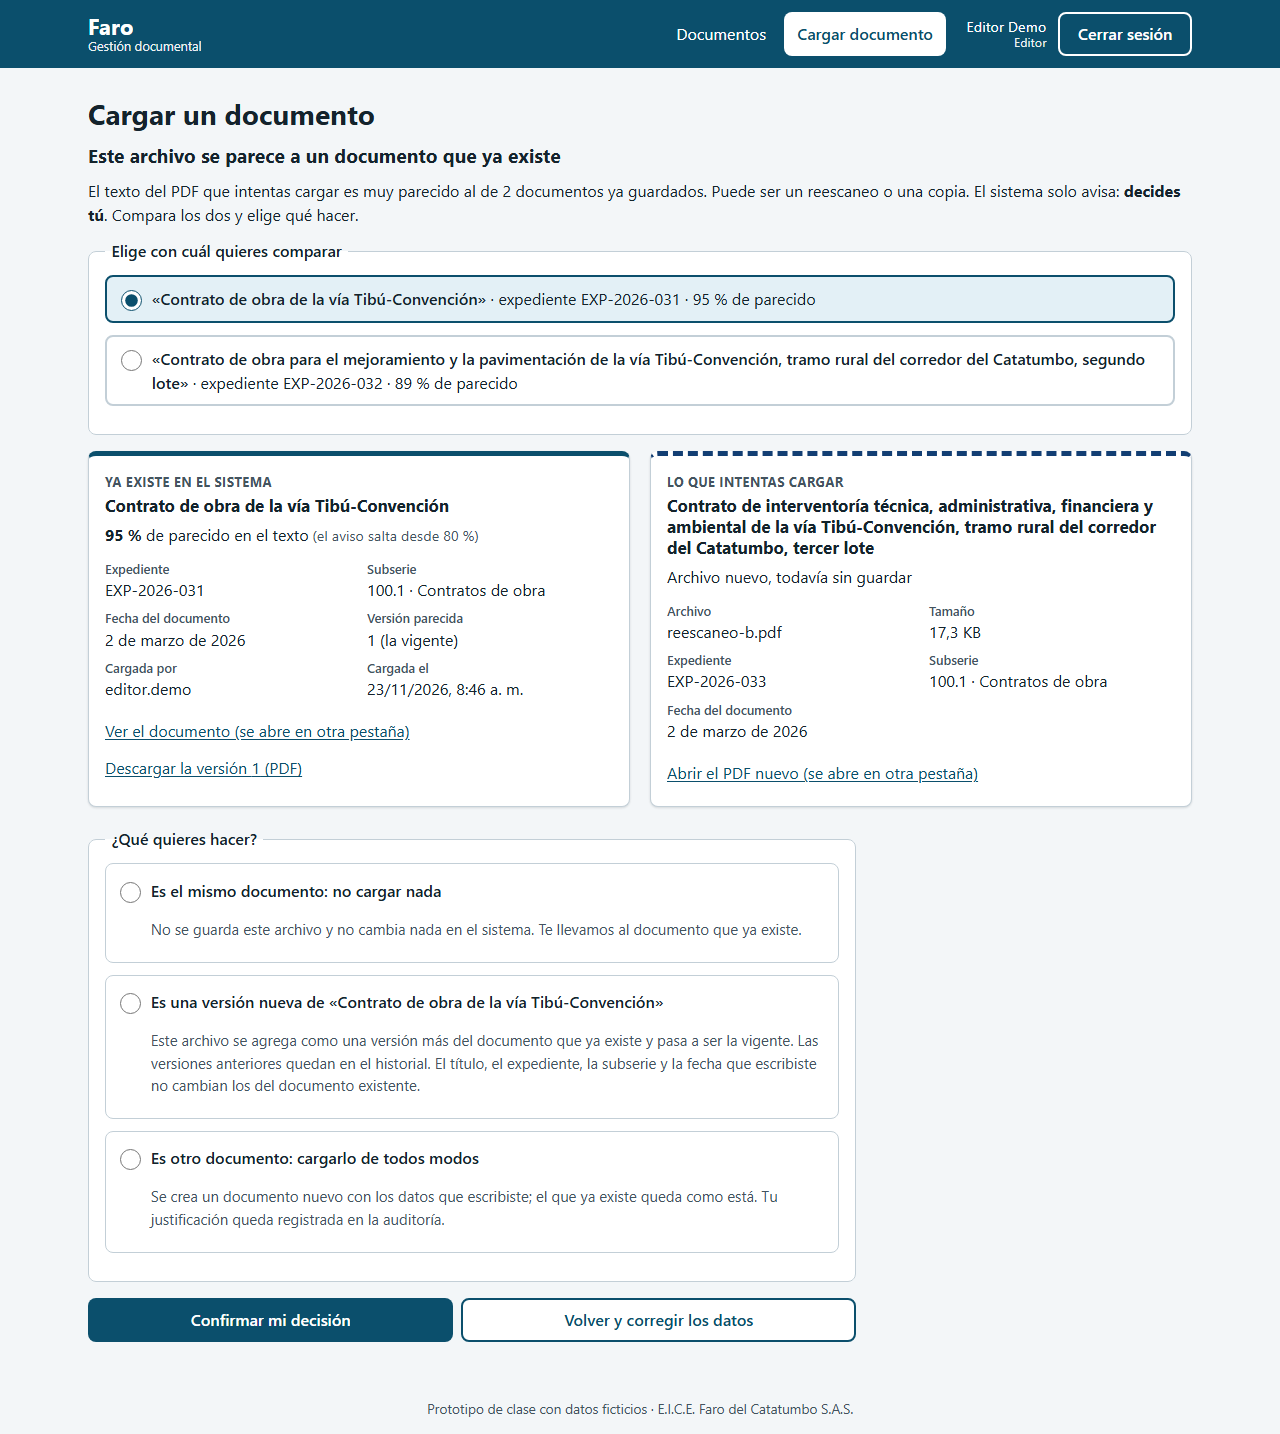 Faro
Gestión documental
Documentos
Cargar documento
Editor Demo
Editor
Cerrar sesión
Cargar un documento
Este archivo se parece a un documento que ya existe
El texto del PDF que intentas cargar es muy parecido al de 2 documentos ya guardados. Puede ser un reescaneo o una copia. El sistema solo avisa: decides
tú. Compara los dos y elige qué hacer.
Elige con cuál quieres comparar
«Contrato de obra de la vía Tibú-Convención» · expediente EXP-2026-031 · 95 % de parecido
«Contrato de obra para el mejoramiento y la pavimentación de la vía Tibú-Convención, tramo rural del corredor del Catatumbo, segundo
lote» · expediente EXP-2026-032 · 89 % de parecido
YA EXISTE EN EL SISTEMA
Contrato de obra de la vía Tibú-Convención
95 % de parecido en el texto (el aviso salta desde 80 %)
Expediente
EXP-2026-031
Subserie
100.1 · Contratos de obra
Fecha del documento
2 de marzo de 2026
Versión parecida
1 (la vigente)
Cargada por
editor.demo
Cargada el
23/11/2026, 8:46 a. m.
Ver el documento (se abre en otra pestaña)
Descargar la versión 1 (PDF)
LO QUE INTENTAS CARGAR
Contrato de interventoría técnica, administrativa, financiera y
ambiental de la vía Tibú-Convención, tramo rural del corredor
del Catatumbo, tercer lote
Archivo nuevo, todavía sin guardar
Archivo
reescaneo-b.pdf
Tamaño
17,3 KB
Expediente
EXP-2026-033
Subserie
100.1 · Contratos de obra
Fecha del documento
2 de marzo de 2026
Abrir el PDF nuevo (se abre en otra pestaña)
¿Qué quieres hacer?
Es el mismo documento: no cargar nada
No se guarda este archivo y no cambia nada en el sistema. Te llevamos al documento que ya existe.
Es una versión nueva de «Contrato de obra de la vía Tibú-Convención»
Este archivo se agrega como una versión más del documento que ya existe y pasa a ser la vigente. Las
versiones anteriores quedan en el historial. El título, el expediente, la subserie y la fecha que escribiste
no cambian los del documento existente.
Es otro documento: cargarlo de todos modos
Se crea un documento nuevo con los datos que escribiste; el que ya existe queda como está. Tu
justificación queda registrada en la auditoría.
Confirmar mi decisión
Volver y corregir los datos
Prototipo de clase con datos ficticios · E.I.C.E. Faro del Catatumbo S.A.S.